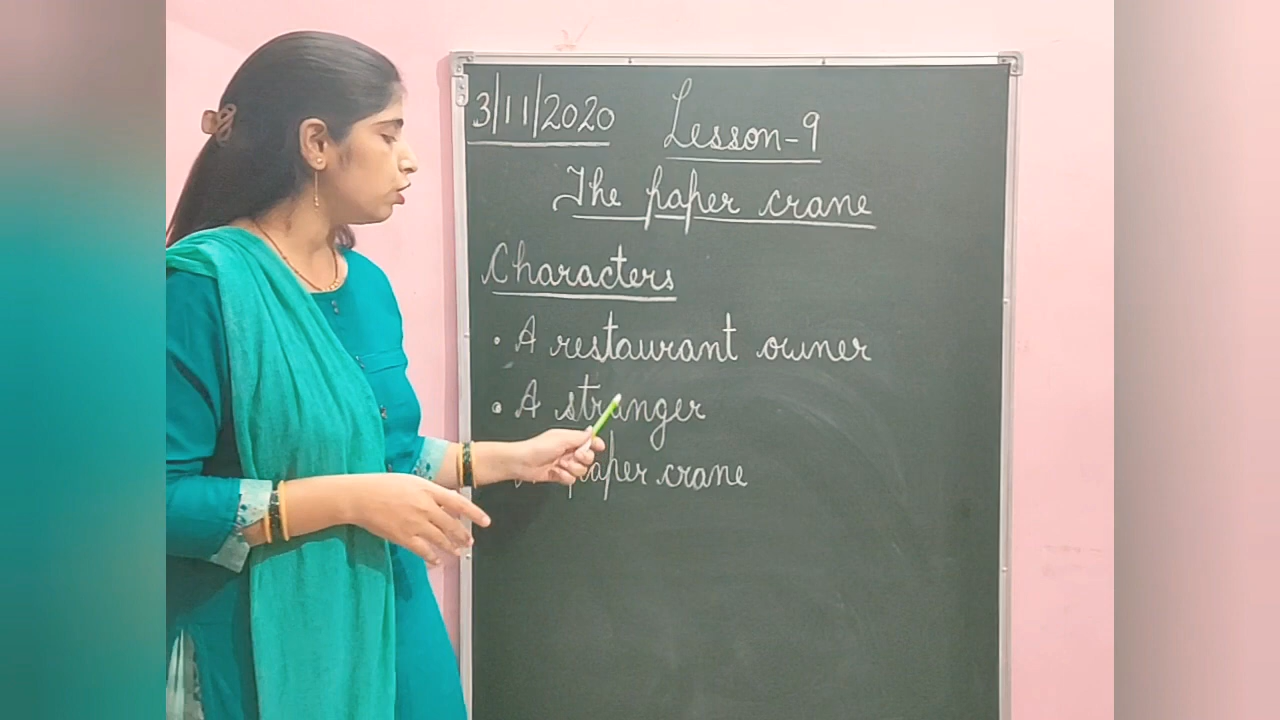 3/11/2020 Lesson-9
The paper crane
Characters
• A restaurant owner
• A stranger
paper crane